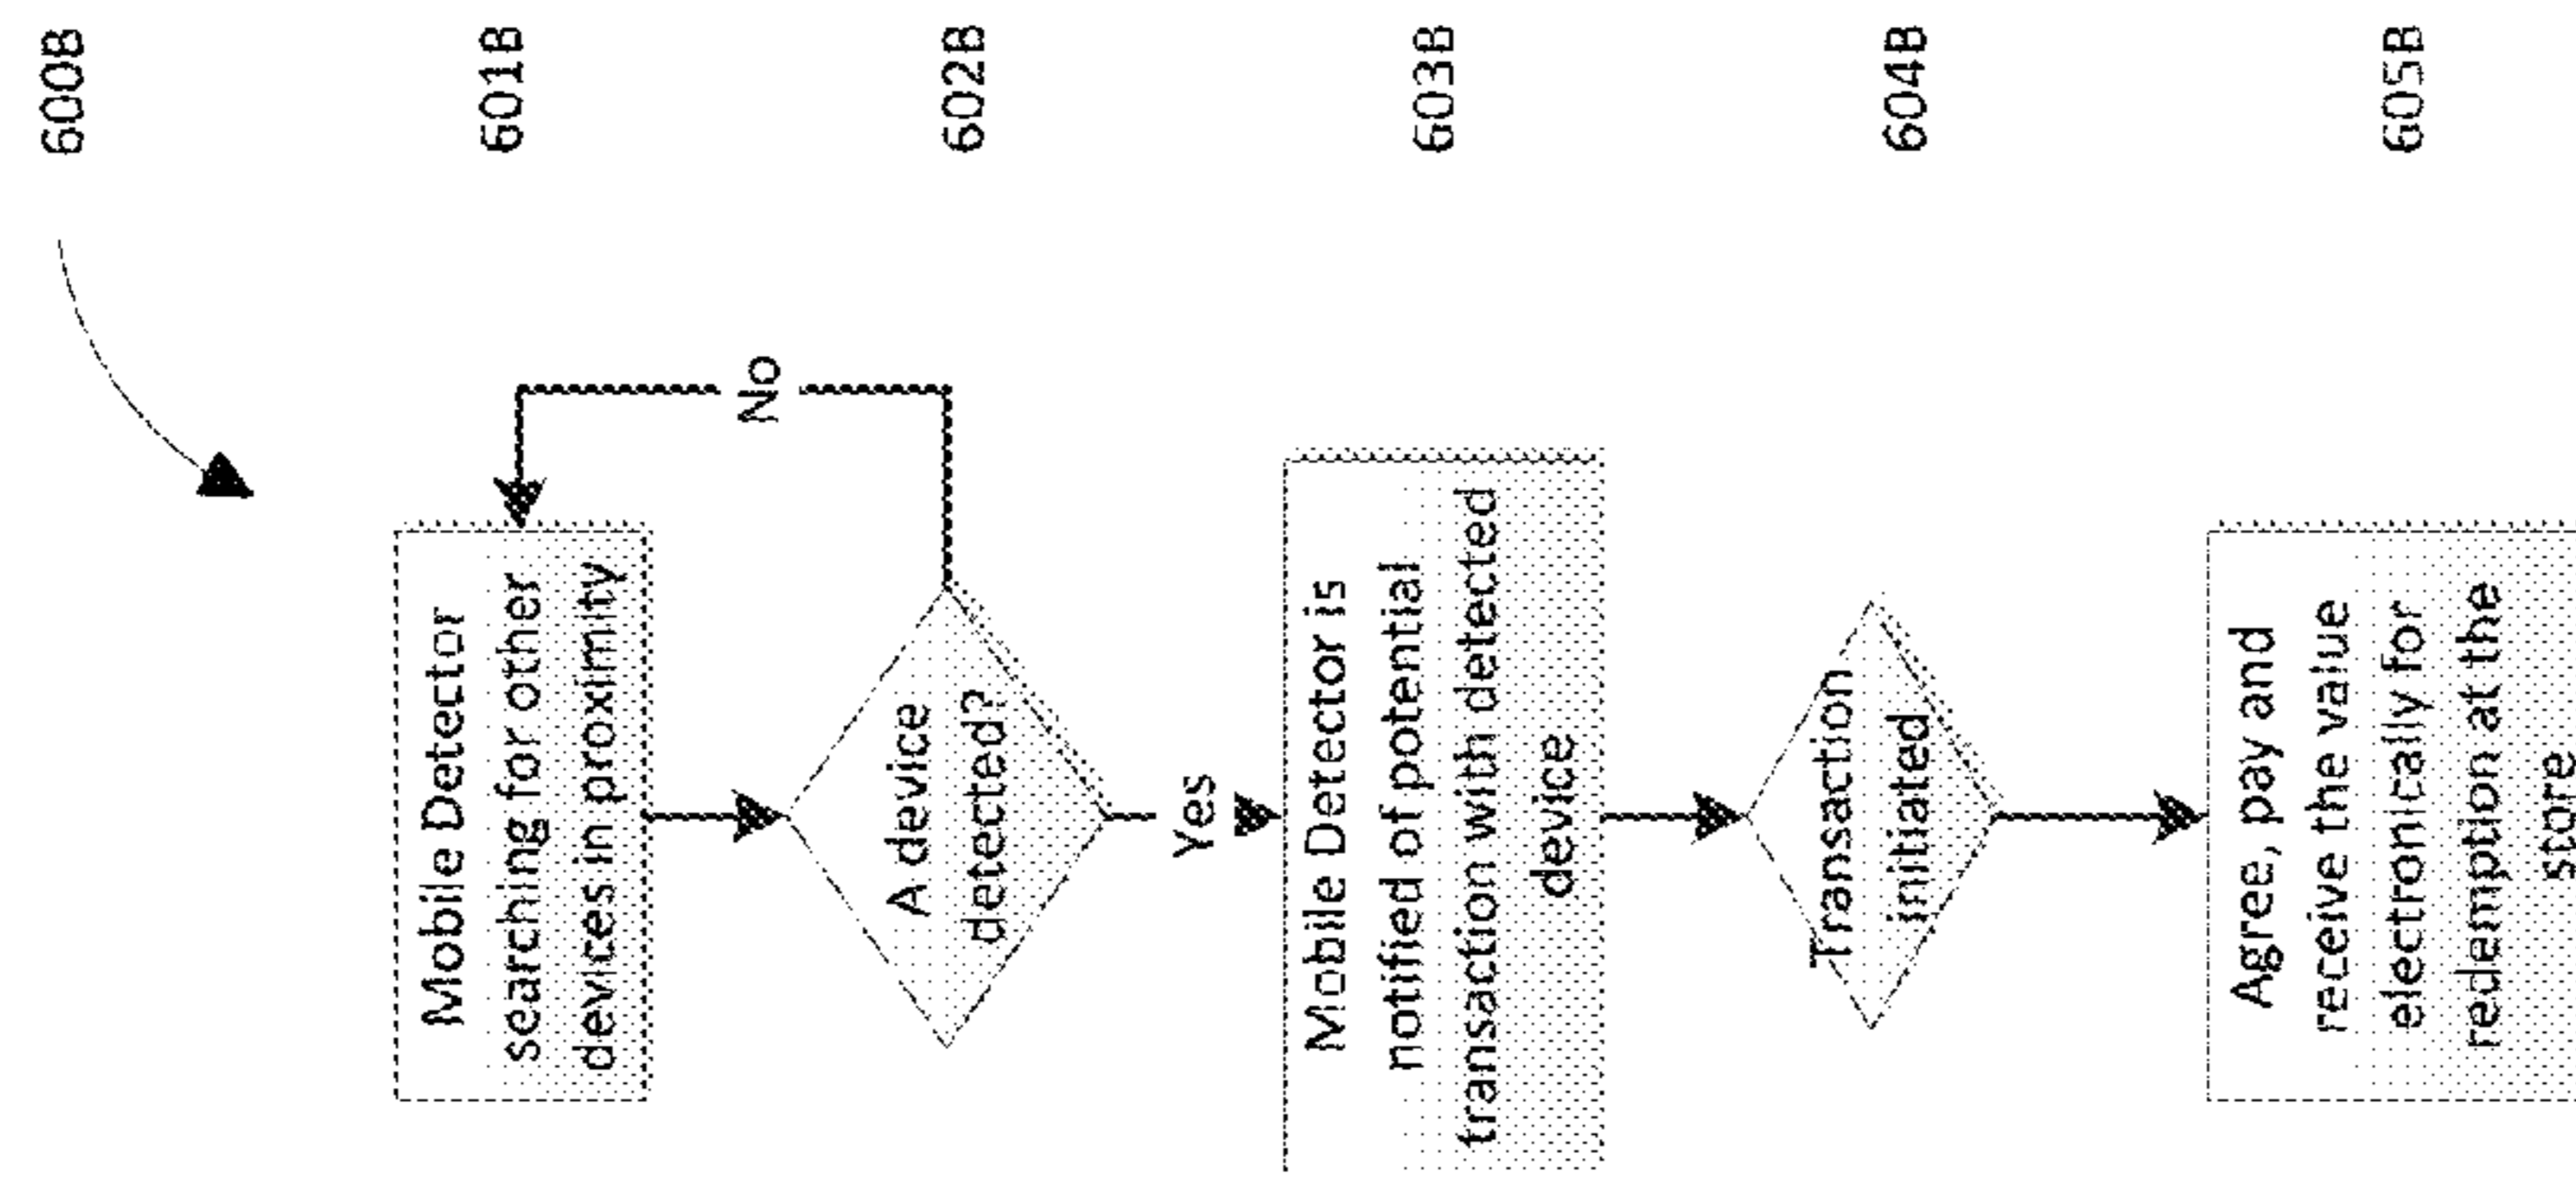 600B
Mobile Detector
searching for other
devices in proximity
601B
A device
detected?
602B
No
Yes
Mobile Detector is
notified of potential
transaction with detected
device
603B
Transaction
initiated
604B
Agree, pay and
receive the value
electronically for
redemption at the
store
605B